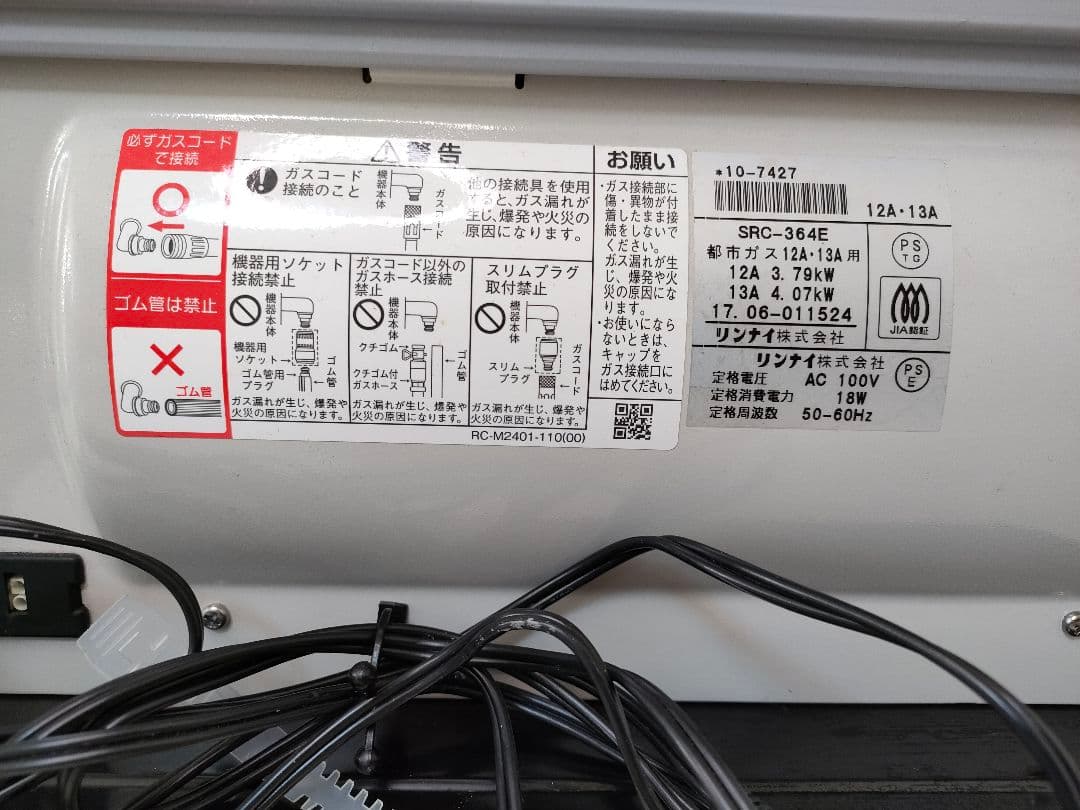 必ずガスコード
で接続
ゴム管は禁止
ゴム管
警告
ガスコード
接続のこと
機器本体
ガスコード
他の接続具を使用
すると、ガス漏れが
生じ、爆発や火災の
原因になります。
機器用ソケット
接続禁止
機器本体
機器用
ソケット
ゴム管用
プラグ
ゴム管
ガス漏れが生じ、爆発や
火災の原因になります。
ガスコード以外の
ガスホース接続
禁止
機器本体
クチゴム
クチゴム付
ガスホース
ゴム管
ガス漏れが生じ、爆発や
火災の原因になります。
スリムプラグ
取付禁止
機器本体
スリム
プラグ
ガスコード
ガス漏れが生じ、爆発や
火災の原因になります。
RC-M2401-110(00)
お願い
・ガス接続部に
傷・異物が付
着したまま接
続をしないで
ください。
ガス漏れが生
じ、爆発や火
災の原因にな
ります。
・お使いになら
ないときは、
キャップを
ガス接続口に
はめてください。
*10-7427
12A・13A
SRC-364E
都市ガス12A・13A用
12A 3.79kW
13A 4.07kW
17.06-011524
リンナイ株式会社
PS
TG
JIA認証
リンナイ株式会社
定格電圧 AC 100V
定格消費電力 18W
定格周波数 50-60Hz
PS
E